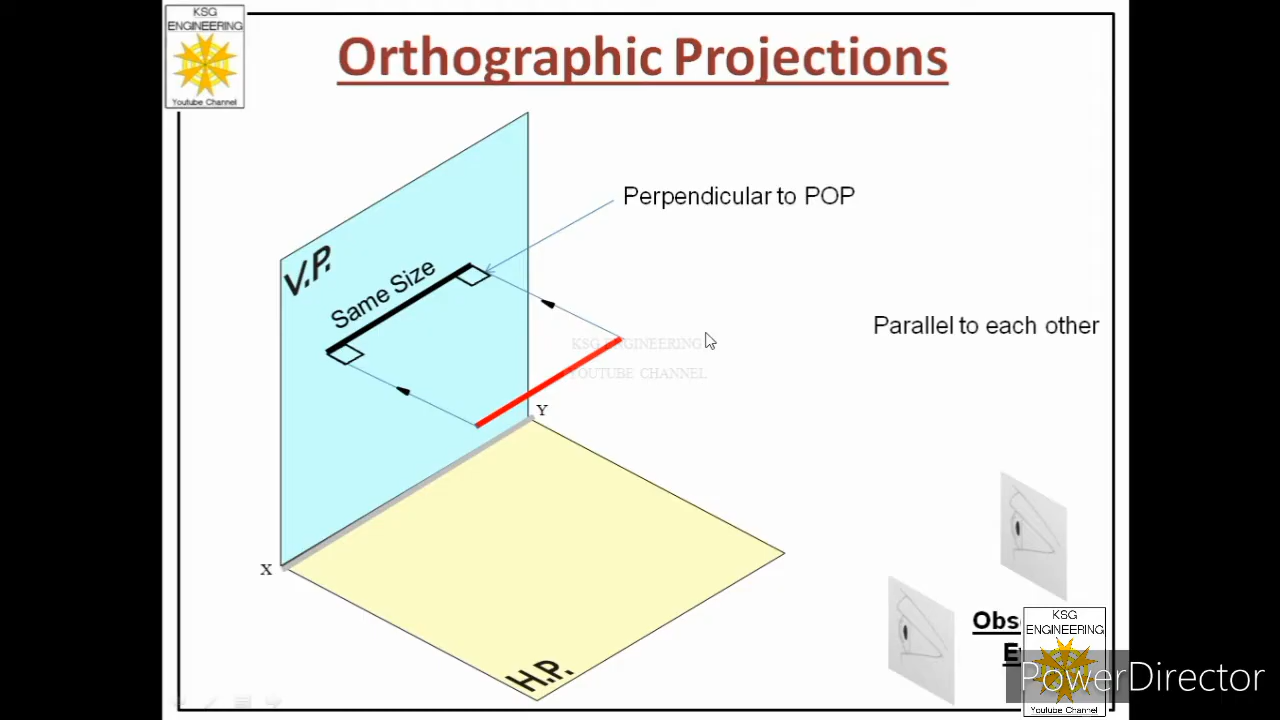 KSG
ENGINEERING
Youtube Channel
Orthographic Projections
Perpendicular to POP
V.P.
Same Size
Parallel to each other
KSG ENGINEERING
YOUTUBE CHANNEL
Y
X
H.P.
KSG
ENGINEERING
Youtube Channel
PowerDirector